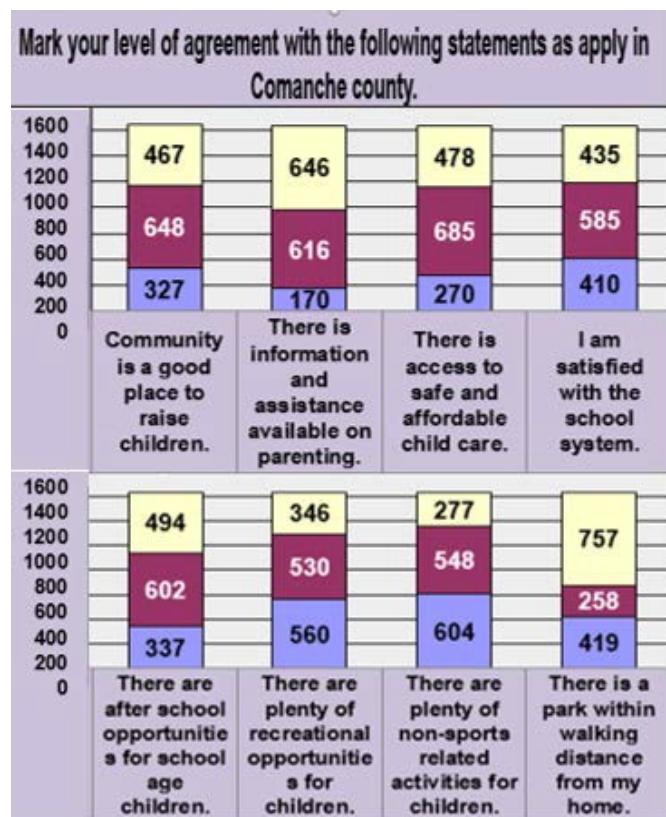 Mark your level of agreement with the following statements as apply in
Comanche county.
1600
1400
1200
1000
800
600
400
200
0
467 646 478 435
648 616 685 585
327 170 270 410
Community
is a good
place to
raise
children.
There is
information
and
assistance
available on
parenting.
There is
access to
safe and
affordable
child care.
I am
satisfied
with the
school
system.
1600
1400
1200
1000
800
600
400
200
0
494 346 277 757
602 530 548 258
337 560 604 419
There are
after school
opportunitie
s for school
age
children.
There are
plenty of
recreational
opportunitie
s for
children.
There are
plenty of
non-sports
related
activities for
children.
There is a
park within
walking
distance
from my
home.